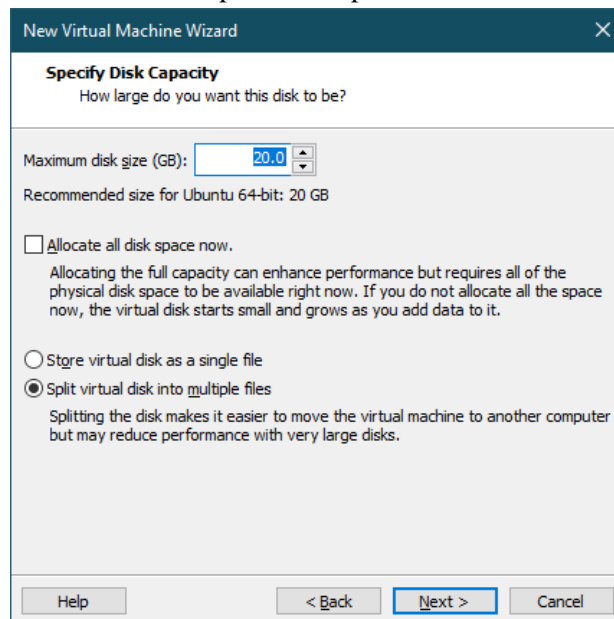 New Virtual Machine Wizard
Specify Disk Capacity
How large do you want this disk to be?
Maximum disk size (GB): 20.0
Recommended size for Ubuntu 64-bit: 20 GB
Allocate all disk space now.
Allocating the full capacity can enhance performance but requires all of the
physical disk space to be available right now. If you do not allocate all the space
now, the virtual disk starts small and grows as you add data to it.
Store virtual disk as a single file
Split virtual disk into multiple files
Splitting the disk makes it easier to move the virtual machine to another computer
but may reduce performance with very large disks.
Help < Back Next > Cancel